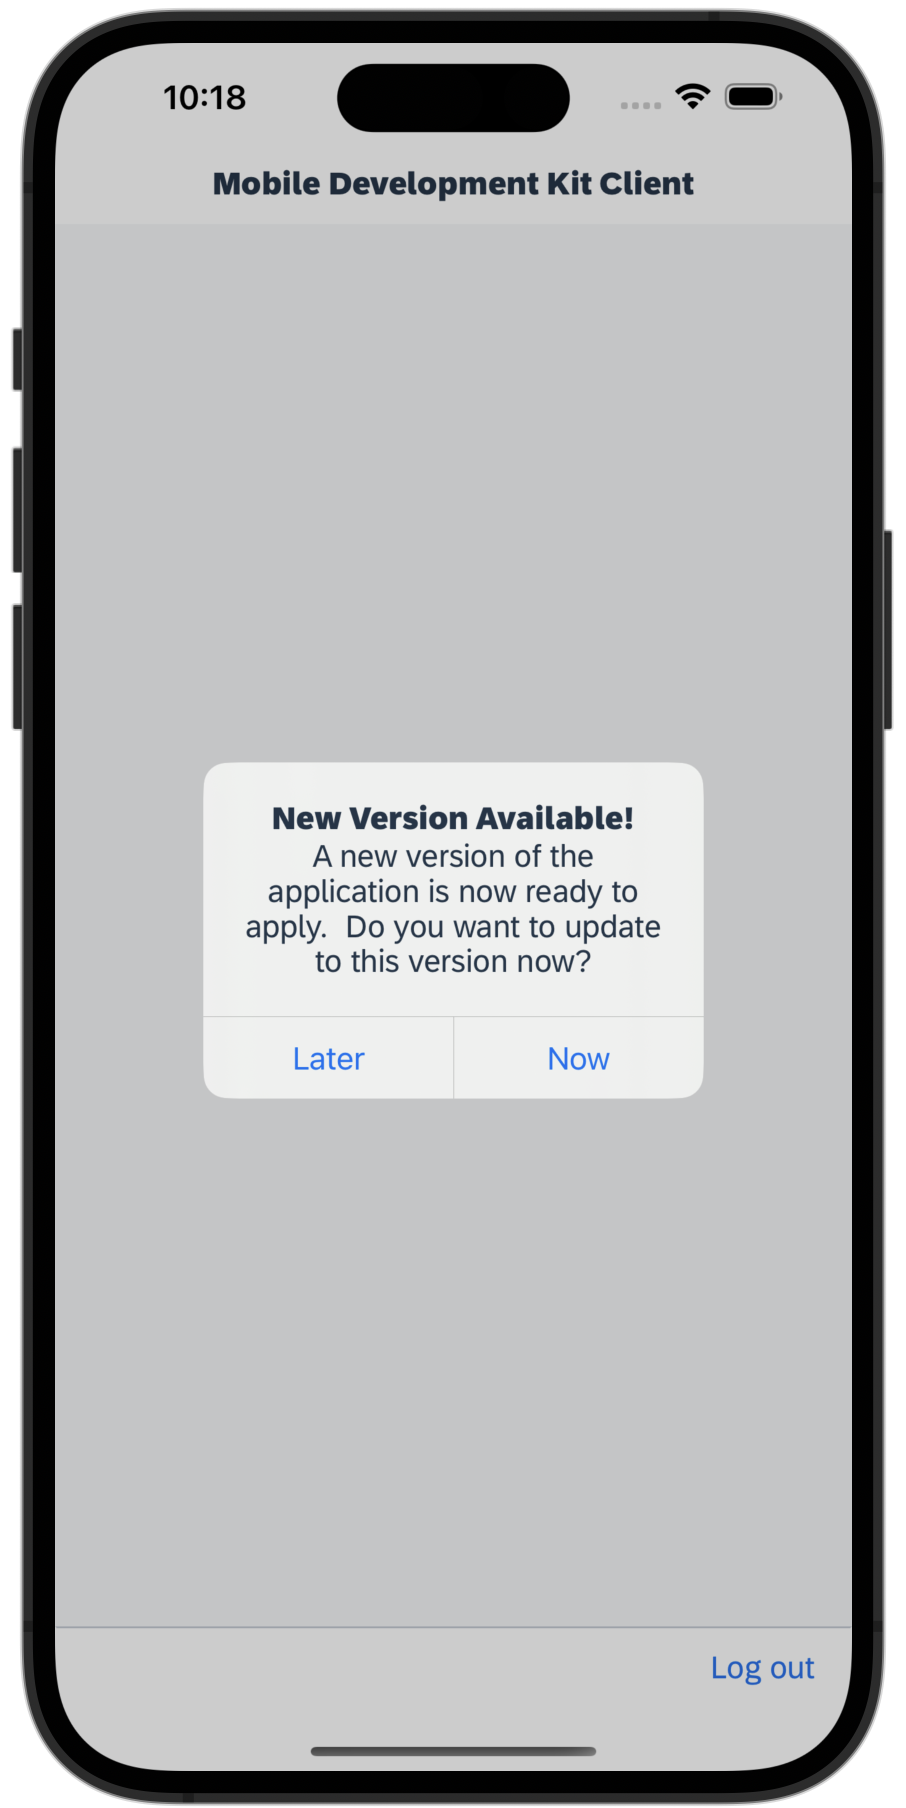 10:18
Mobile Development Kit Client
New Version Available!
A new version of the
application is now ready to
apply.  Do you want to update
to this version now?
Later
Now
Log out